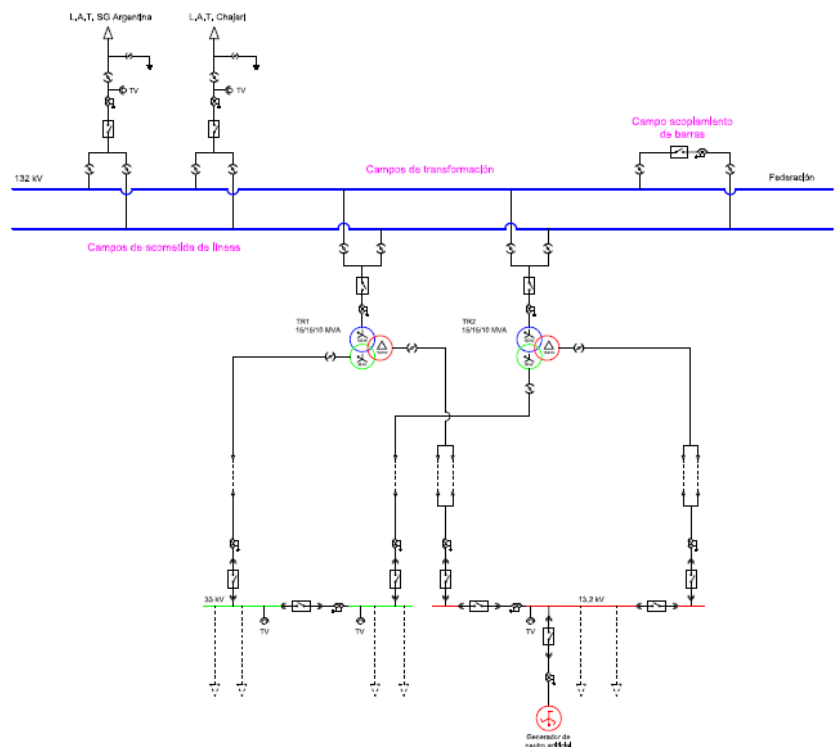 L.A.T. SG Argentina
L.A.T. Chajarí
TV
TV
Campo acoplamiento
de barras
132 kV
Campos de transformación
Federación
Campos de acometida de líneas
TR1
15/15/10 MVA
TR2
15/15/10 MVA
33 kV
13,2 kV
TV
TV
TV
Generador de
neutro